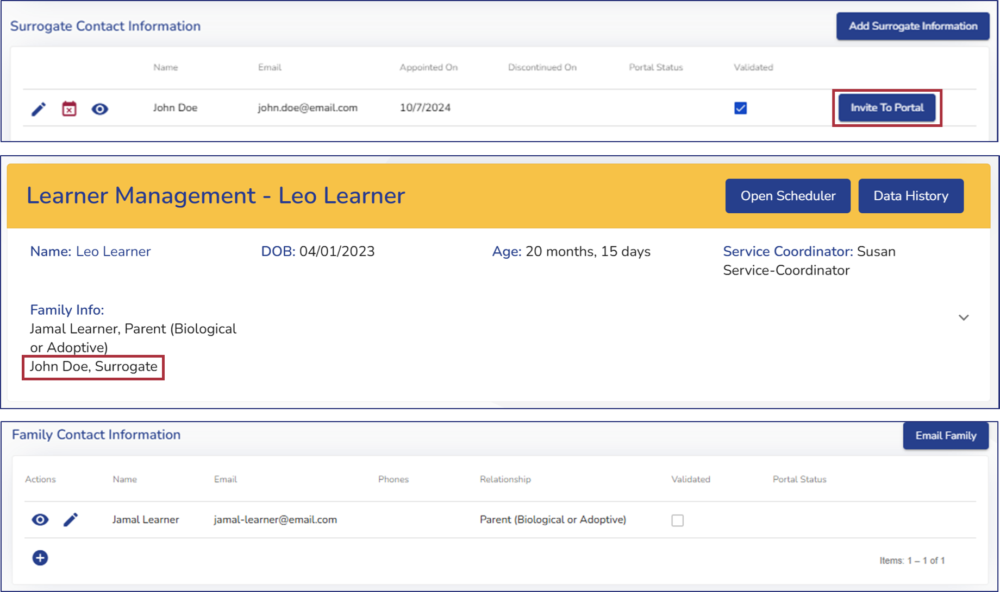 Surrogate Contact Information
Add Surrogate Information
Name Email Appointed On Discontinued On Portal Status Validated
John Doe john.doe@email.com 10/7/2024 Invite To Portal
Learner Management - Leo Learner
Open Scheduler Data History
Name: Leo Learner DOB: 04/01/2023 Age: 20 months, 15 days Service Coordinator: Susan
Service-Coordinator
Family Info:
Jamal Learner, Parent (Biological
or Adoptive)
John Doe, Surrogate
Family Contact Information
Email Family
Actions Name Email Phones Relationship Validated Portal Status
Jamal Learner jamal-learner@email.com Parent (Biological or Adoptive)
Items: 1 – 1 of 1